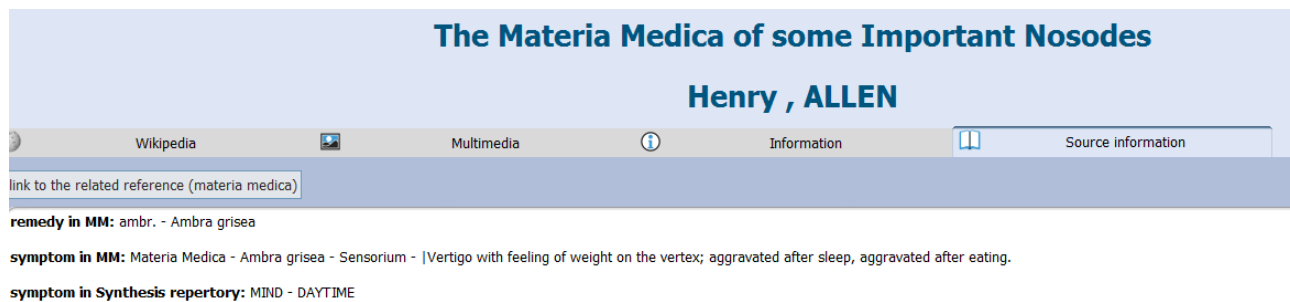 The Materia Medica of some Important Nosodes
Henry , ALLEN
Wikipedia Multimedia Information Source information
link to the related reference (materia medica)
remedy in MM: ambr. - Ambra grisea
symptom in MM: Materia Medica - Ambra grisea - Sensorium - |Vertigo with feeling of weight on the vertex; aggravated after sleep, aggravated after eating.
symptom in Synthesis repertory: MIND - DAYTIME